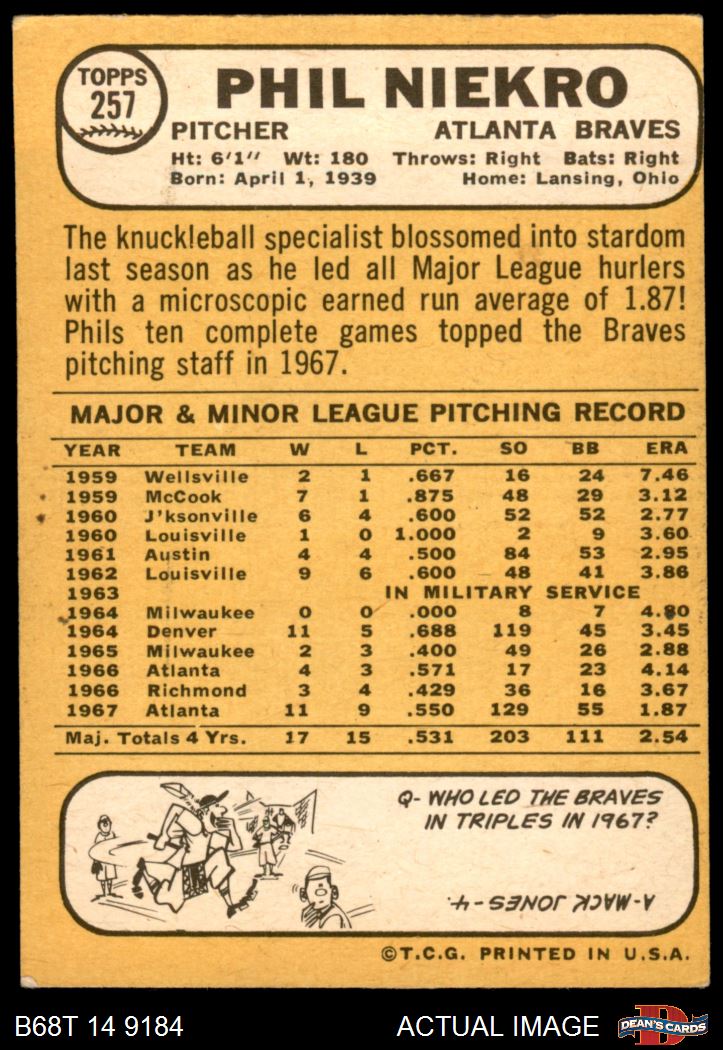 TOPPS
257
PHIL NIEKRO
PITCHER ATLANTA BRAVES
Ht: 6'1" Wt: 180 Throws: Right Bats: Right
Born: April 1, 1939 Home: Lansing, Ohio
The knuckleball specialist blossomed into stardom
last season as he led all Major League hurlers
with a microscopic earned run average of 1.87!
Phils ten complete games topped the Braves
pitching staff in 1967.
MAJOR & MINOR LEAGUE PITCHING RECORD
YEAR TEAM W L PCT. SO BB ERA
1959 Wellsville 2 1 .667 16 24 7.46
1959 McCook 7 1 .875 48 29 3.12
1960 J'ksonville 6 4 .600 52 52 2.77
1960 Louisville 1 0 1.000 2 9 3.60
1961 Austin 4 4 .500 84 53 2.95
1962 Louisville 9 6 .600 48 41 3.86
1963 IN MILITARY SERVICE
1964 Milwaukee 0 0 .000 8 7 4.80
1964 Denver 11 5 .688 119 45 3.45
1965 Milwaukee 2 3 .400 49 26 2.88
1966 Atlanta 4 3 .571 17 23 4.14
1966 Richmond 3 4 .429 36 16 3.67
1967 Atlanta 11 9 .550 129 55 1.87
Maj. Totals 4 Yrs. 17 15 .531 203 111 2.54
Q- WHO LED THE BRAVES
IN TRIPLES IN 1967?
A- MACK JONES - 4.
©T.C.G. PRINTED IN U.S.A.
B68T 14 9184 ACTUAL IMAGE DEAN'S CARDS